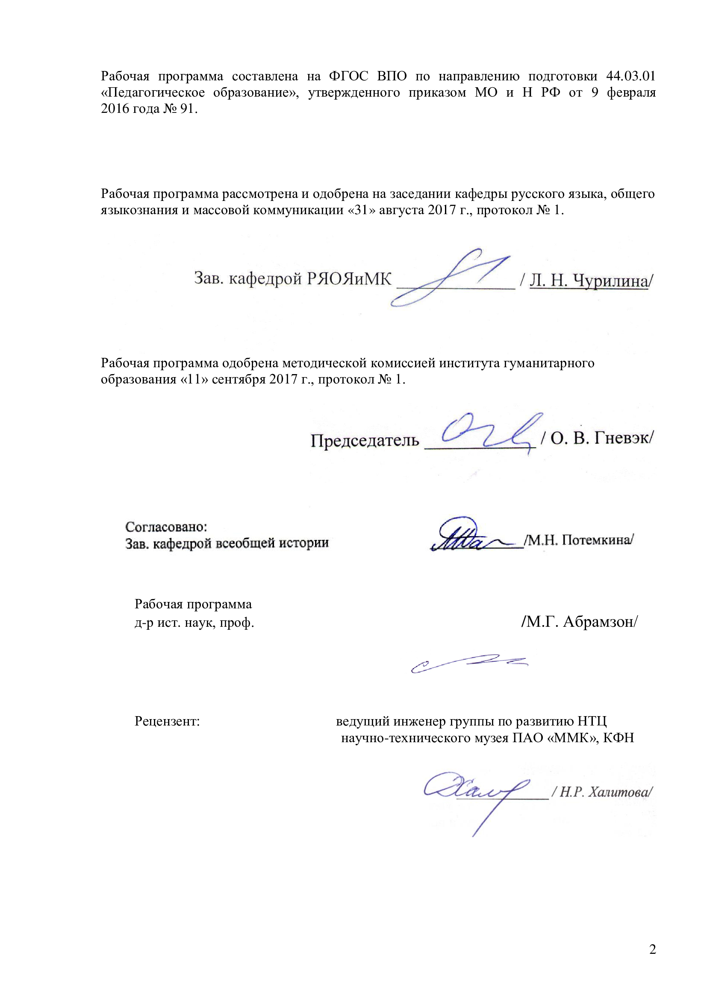 Рабочая программа составлена на ФГОС ВПО по направлению подготовки 44.03.01
«Педагогическое образование», утвержденного приказом МО и Н РФ от 9 февраля
2016 года № 91.
Рабочая программа рассмотрена и одобрена на заседании кафедры русского языка, общего
языкознания и массовой коммуникации «31» августа 2017 г., протокол № 1.
Зав. кафедрой РЯОЯиМК ____________ / Л. Н. Чурилина/
Рабочая программа одобрена методической комиссией института гуманитарного
образования «11» сентября 2017 г., протокол № 1.
Председатель ____________ / О. В. Гневэк/
Согласовано:
Зав. кафедрой всеобщей истории ____________/М.Н. Потемкина/
Рабочая программа
д-р ист. наук, проф. /М.Г. Абрамзон/
Рецензент: ведущий инженер группы по развитию НТЦ
научно-технического музея ПАО «ММК», КФН
____________ / Н.Р. Халитова/
2